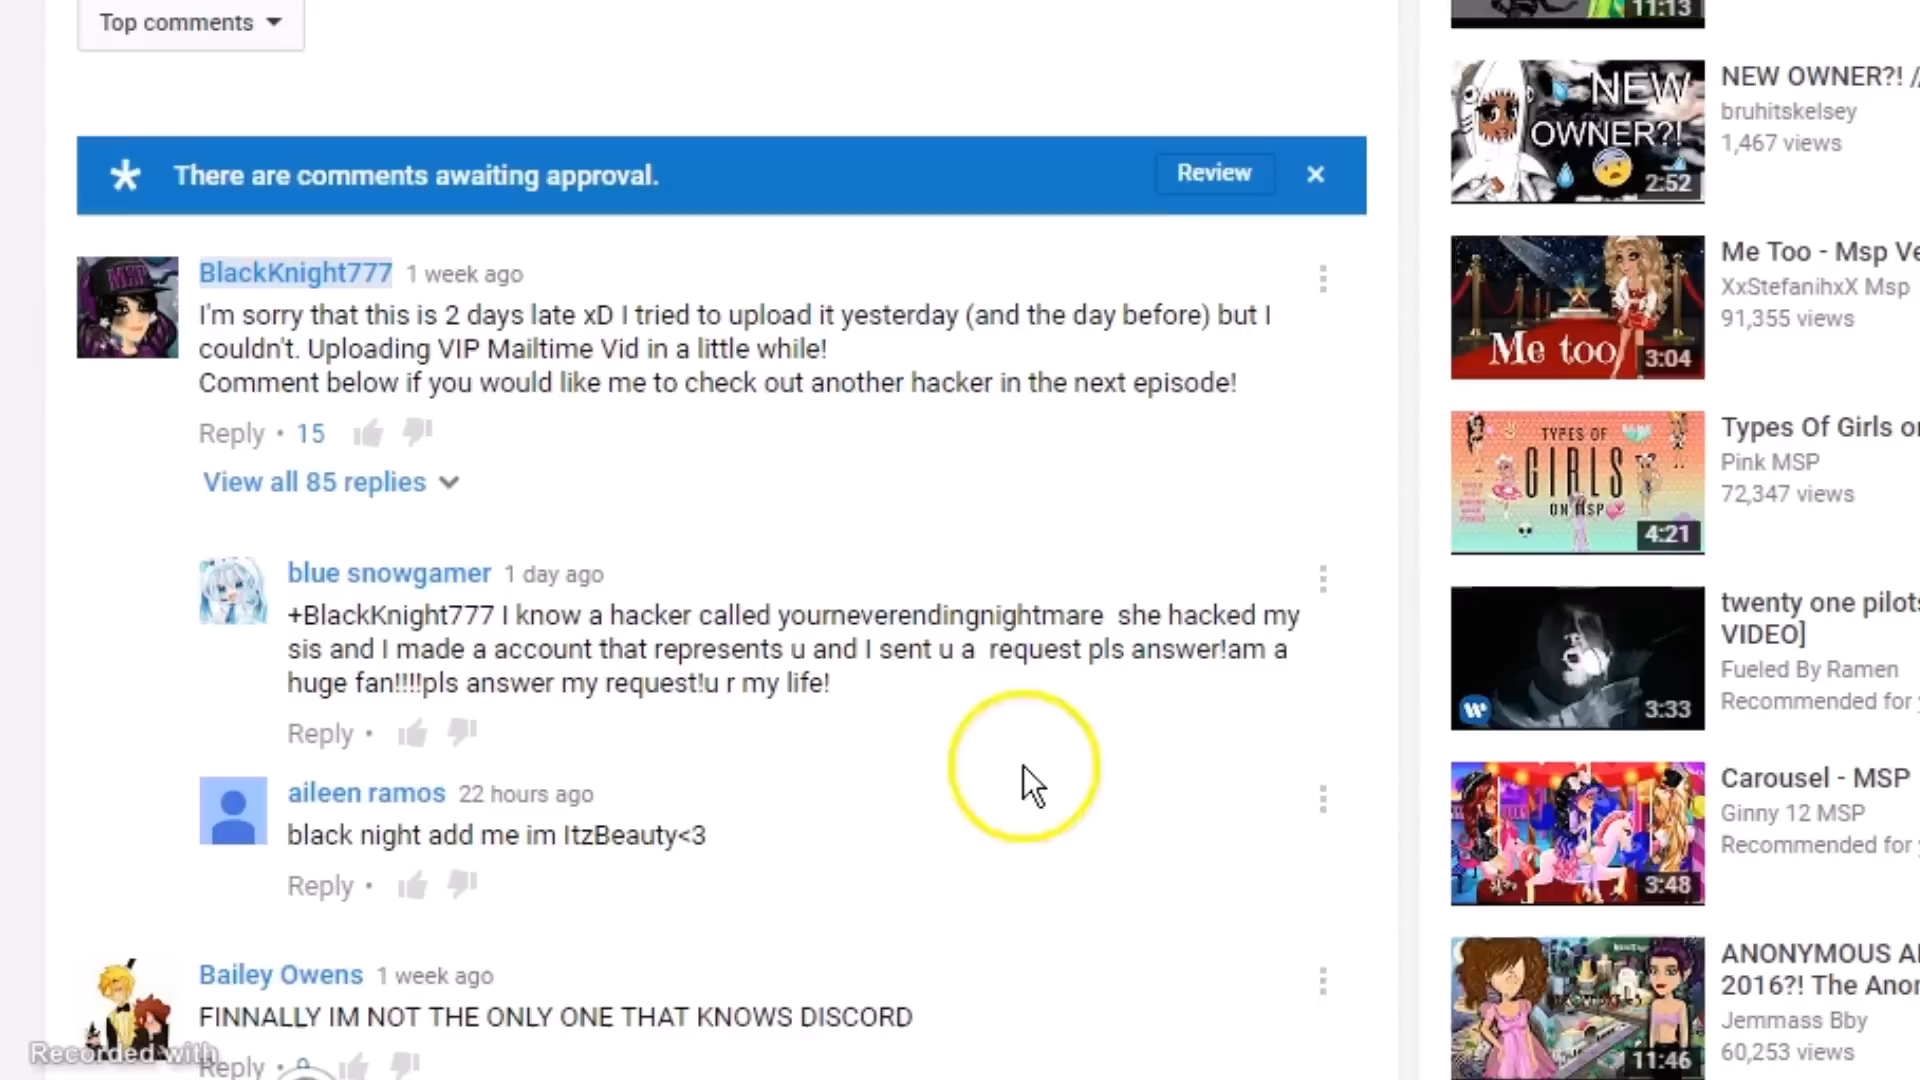 Top comments
There are comments awaiting approval.
Review
BlackKnight777 1 week ago
I'm sorry that this is 2 days late xD I tried to upload it yesterday (and the day before) but I
couldn't. Uploading VIP Mailtime Vid in a little while!
Comment below if you would like me to check out another hacker in the next episode!
Reply • 15
View all 85 replies
blue snowgamer 1 day ago
+BlackKnight777 I know a hacker called yourneverendingnightmare she hacked my
sis and I made a account that represents u and I sent u a request pls answer!am a
huge fan!!!!pls answer my request!u r my life!
Reply •
aileen ramos 22 hours ago
black night add me im ItzBeauty<3
Reply •
Bailey Owens 1 week ago
FINNALLY IM NOT THE ONLY ONE THAT KNOWS DISCORD
Reply •
Recorded with
11:13
NEW
OWNER?!
2:52
NEW OWNER?! //
bruhitskelsey
1,467 views
MSP
Me too
3:04
Me Too - Msp Ve
XxStefanihxX Msp
91,355 views
TYPES OF
GIRLS
ON MSP
4:21
Types Of Girls on
Pink MSP
72,347 views
3:33
twenty one pilots
VIDEO]
Fueled By Ramen
Recommended for y
3:48
Carousel - MSP
Ginny 12 MSP
Recommended for y
11:46
ANONYMOUS A
2016?! The Anon
Jemmass Bby
60,253 views